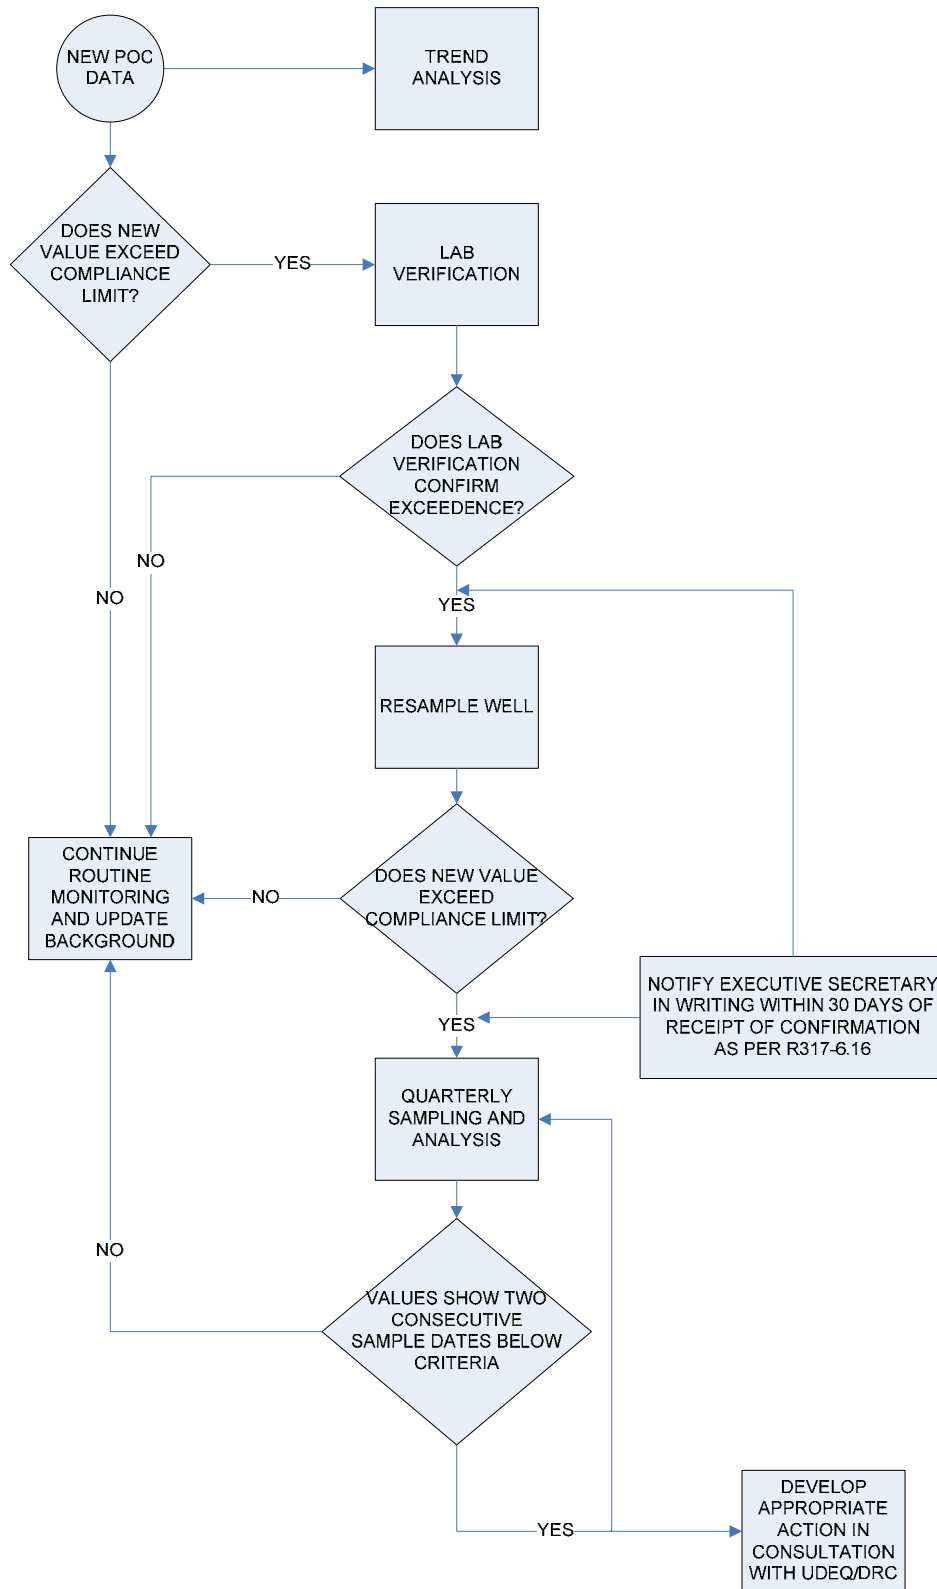 NEW POC
DATA
TREND
ANALYSIS
DOES NEW
VALUE EXCEED
COMPLIANCE
LIMIT?
YES
LAB
VERIFICATION
DOES LAB
VERIFICATION
CONFIRM
EXCEEDENCE?
NO
NO
YES
RESAMPLE WELL
CONTINUE
ROUTINE
MONITORING
AND UPDATE
BACKGROUND
NO
DOES NEW VALUE
EXCEED
COMPLIANCE LIMIT?
NOTIFY EXECUTIVE SECRETARY
IN WRITING WITHIN 30 DAYS OF
RECEIPT OF CONFIRMATION
AS PER R317-6.16
YES
QUARTERLY
SAMPLING AND
ANALYSIS
NO
VALUES SHOW TWO
CONSECUTIVE
SAMPLE DATES BELOW
CRITERIA
YES
DEVELOP
APPROPRIATE
ACTION IN
CONSULTATION
WITH UDEQ/DRC